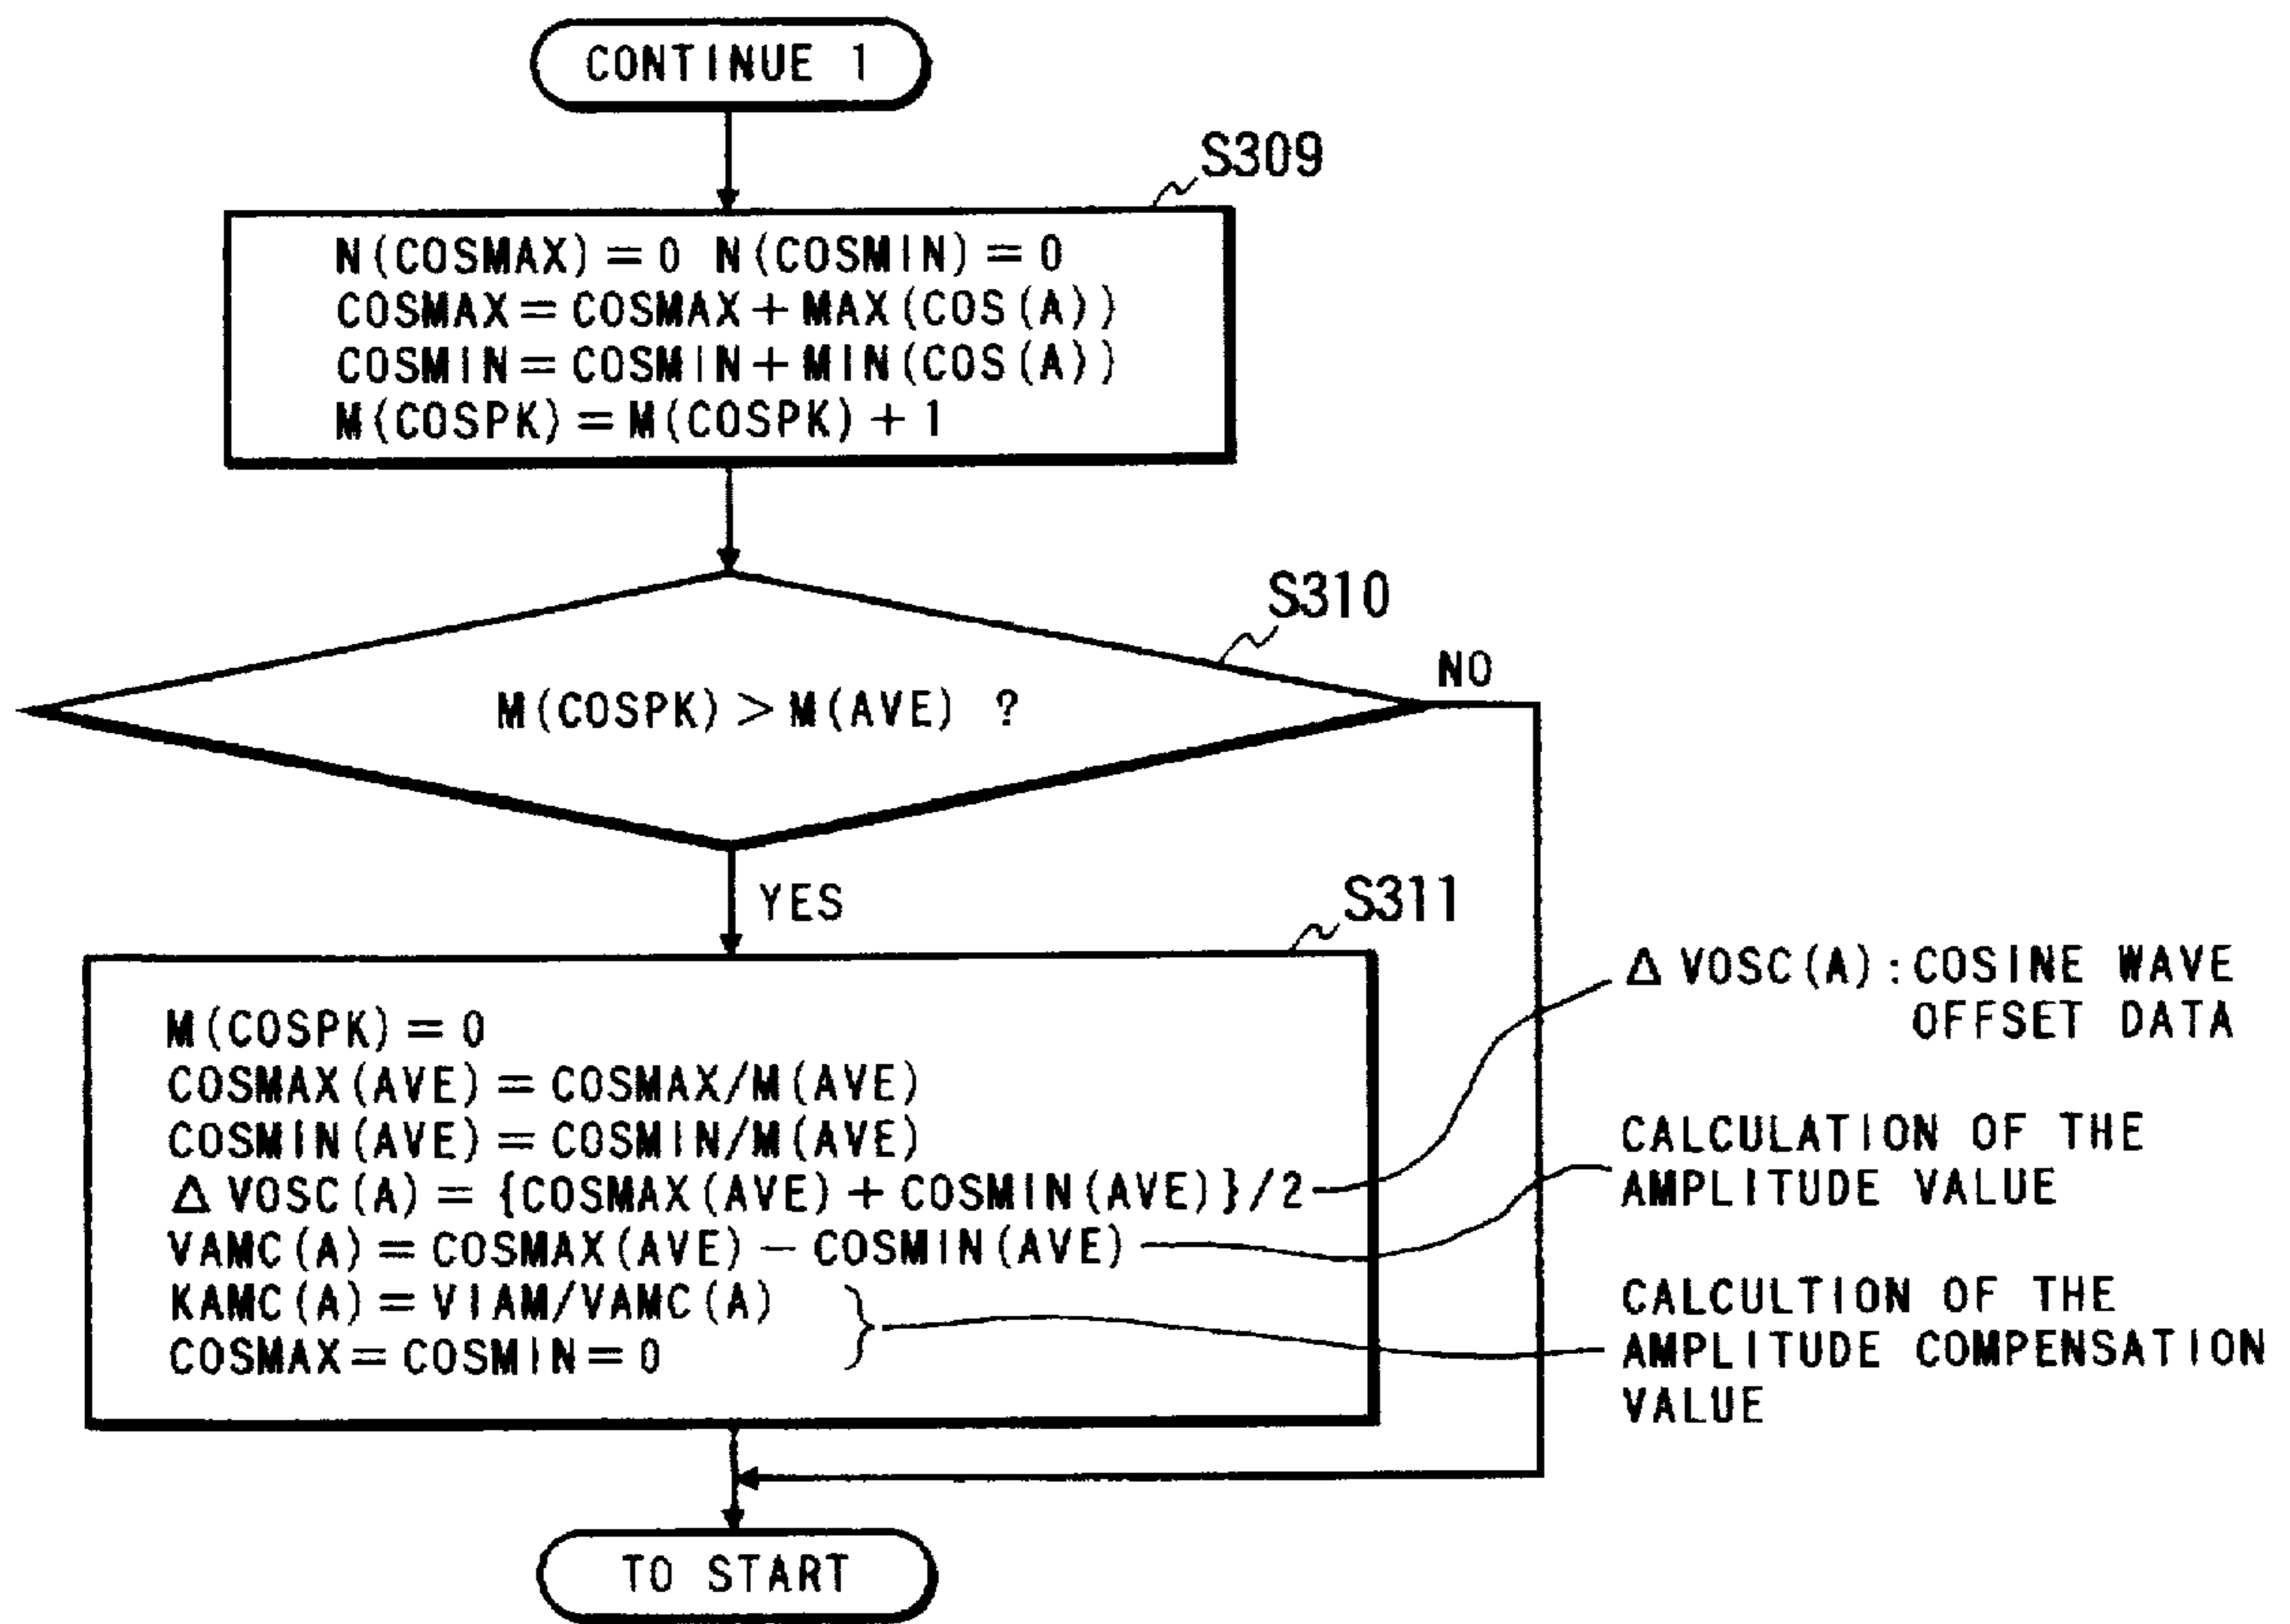 CONTINUE 1
S309
N(COSMAX)=0 N(COSMIN)=0
COSMAX=COSMAX+MAX(COS(A))
COSMIN=COSMIN+MIN(COS(A))
M(COSPK)=M(COSPK)+1
S310
M(COSPK)>M(AVE) ?
NO
YES
S311
M(COSPK)=0
COSMAX(AVE)=COSMAX/M(AVE)
COSMIN(AVE)=COSMIN/M(AVE)
Δ VOSC(A)={COSMAX(AVE)+COSMIN(AVE)}/2
VAMC(A)=COSMAX(AVE)-COSMIN(AVE)
KAMC(A)=VIAM/VAMC(A)
COSMAX=COSMIN=0
Δ VOSC(A):COSINE WAVE
OFFSET DATA
CALCULATION OF THE
AMPLITUDE VALUE
CALCULTION OF THE
AMPLITUDE COMPENSATION
VALUE
TO START